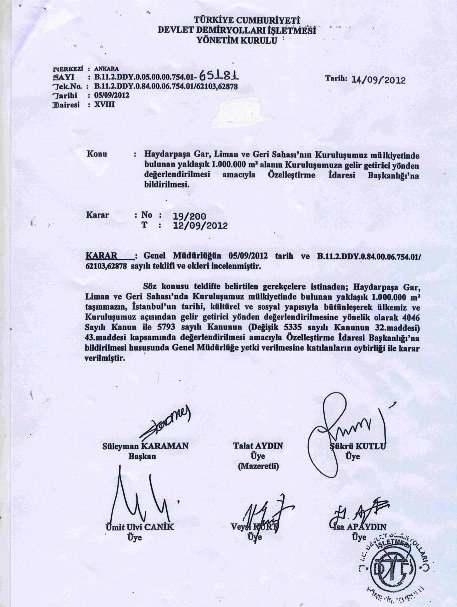 TÜRKİYE CUMHURİYETİ
DEVLET DEMİRYOLLARI İŞLETMESİ
YÖNETİM KURULU
MERKEZİ : ANKARA
SAYI : B.11.2.DDY.0.05.00.00.754.01- 65181
Tek.No. : B.11.2.DDY.0.84.00.06.754.01/62103,62878
Tarihi : 05/09/2012
Dairesi : XVIII
Tarih: 14/09/2012
Konu : Haydarpaşa Gar, Liman ve Geri Sahası'nın Kuruluşumuz mülkiyetinde
bulunan yaklaşık 1.000.000 m² alanın Kuruluşumuza gelir getirici yönden
değerlendirilmesi amacıyla Özelleştirme İdaresi Başkanlığı'na
bildirilmesi.
Karar : No : 19/200
T : 12/09/2012
KARAR : Genel Müdürlüğün 05/09/2012 tarih ve B.11.2.DDY.0.84.00.06.754.01/
62103,62878 sayılı teklifi ve ekleri incelenmiştir.
Söz konusu teklifte belirtilen gerekçelere istinaden; Haydarpaşa Gar,
Liman ve Geri Sahası'nda Kuruluşumuz mülkiyetinde bulunan yaklaşık 1.000.000 m²
taşınmazın, İstanbul'un tarihi, kültürel ve sosyal yapısıyla bütünleşerek ülkemiz ve
Kuruluşumuz açısından gelir getirici yönden değerlendirilmesine yönelik olarak 4046
Sayılı Kanun ile 5793 sayılı Kanunun (Değişik 5335 sayılı Kanunun 32.maddesi)
43.maddesi kapsamında değerlendirilmesi amacıyla Özelleştirme İdaresi Başkanlığı'na
bildirilmesi hususunda Genel Müdürlüğe yetki verilmesine katılanların oybirliği ile karar
verilmiştir.
Süleyman KARAMAN Talat AYDIN Şükrü KUTLU
Başkan Üye Üye
(Mazeretli)
Ümit Ulvi CANİK Veysi KURT İsa APAYDIN
Üye Üye Üye
T.C. DEVLET DEMİRYOLLARI
İŞLETMESİ